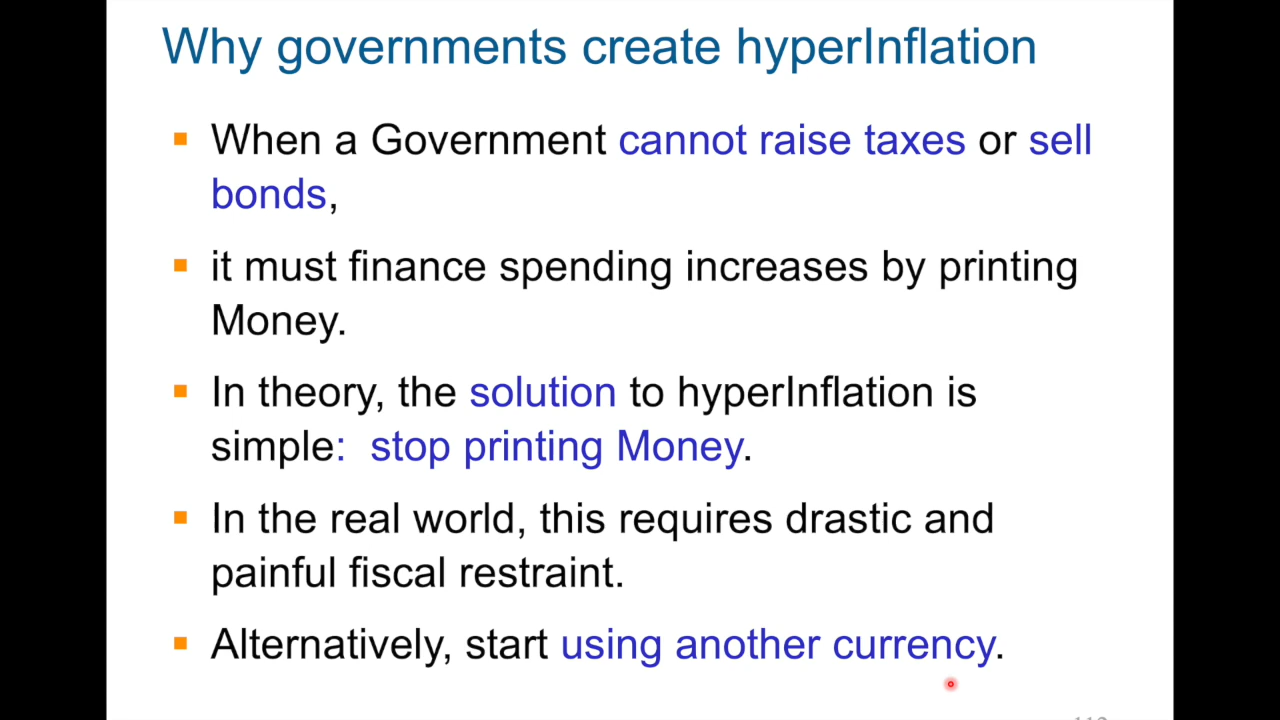 Why governments create hyperInflation
When a Government cannot raise taxes or sell
bonds,
it must finance spending increases by printing
Money.
In theory, the solution to hyperInflation is
simple:  stop printing Money.
In the real world, this requires drastic and
painful fiscal restraint.
Alternatively, start using another currency.